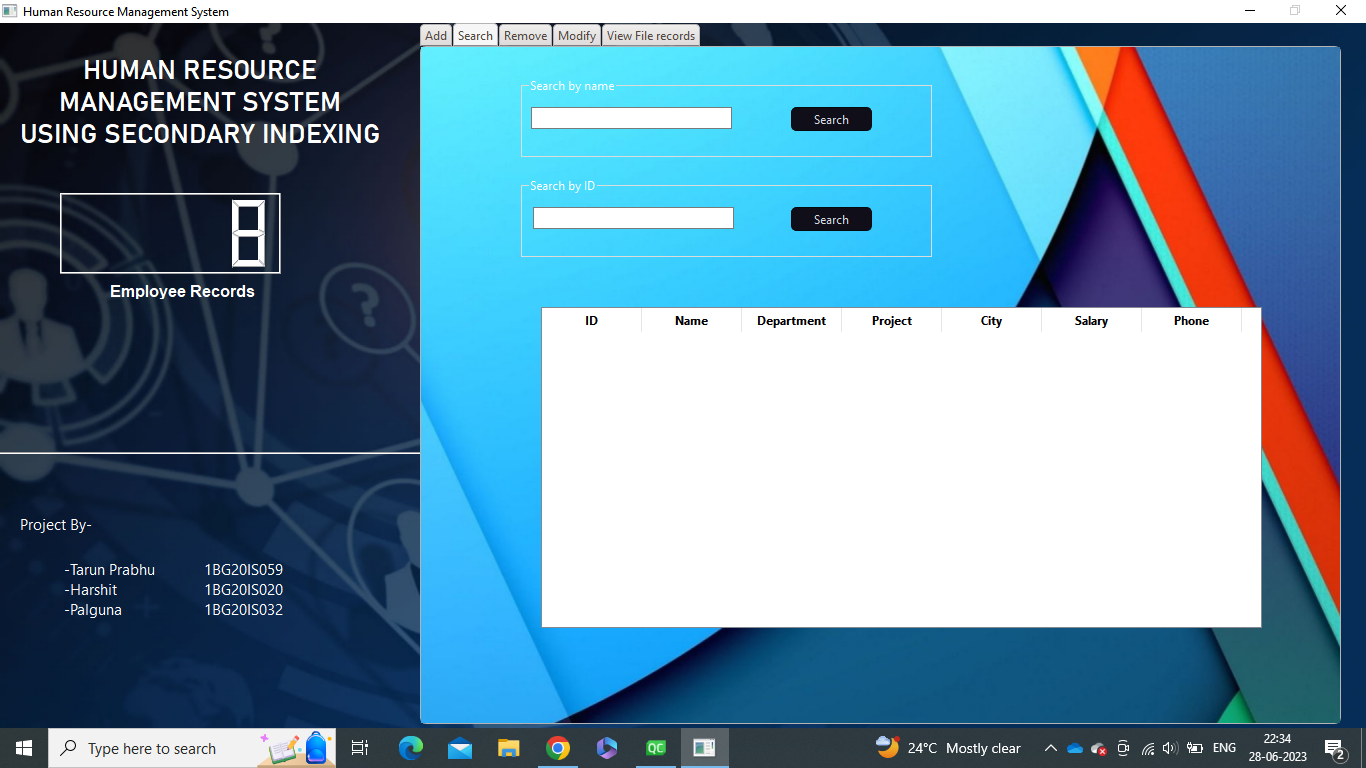 Human Resource Management System
Add Search Remove Modify View File records
HUMAN RESOURCE
MANAGEMENT SYSTEM
USING SECONDARY INDEXING
8
Employee Records
Project By-
-Tarun Prabhu 1BG20IS059
-Harshit 1BG20IS020
-Palguna 1BG20IS032
Search by name
Search
Search by ID
Search
ID Name Department Project City Salary Phone
Type here to search
QC
24°C Mostly clear
ENG
22:34
28-06-2023
2